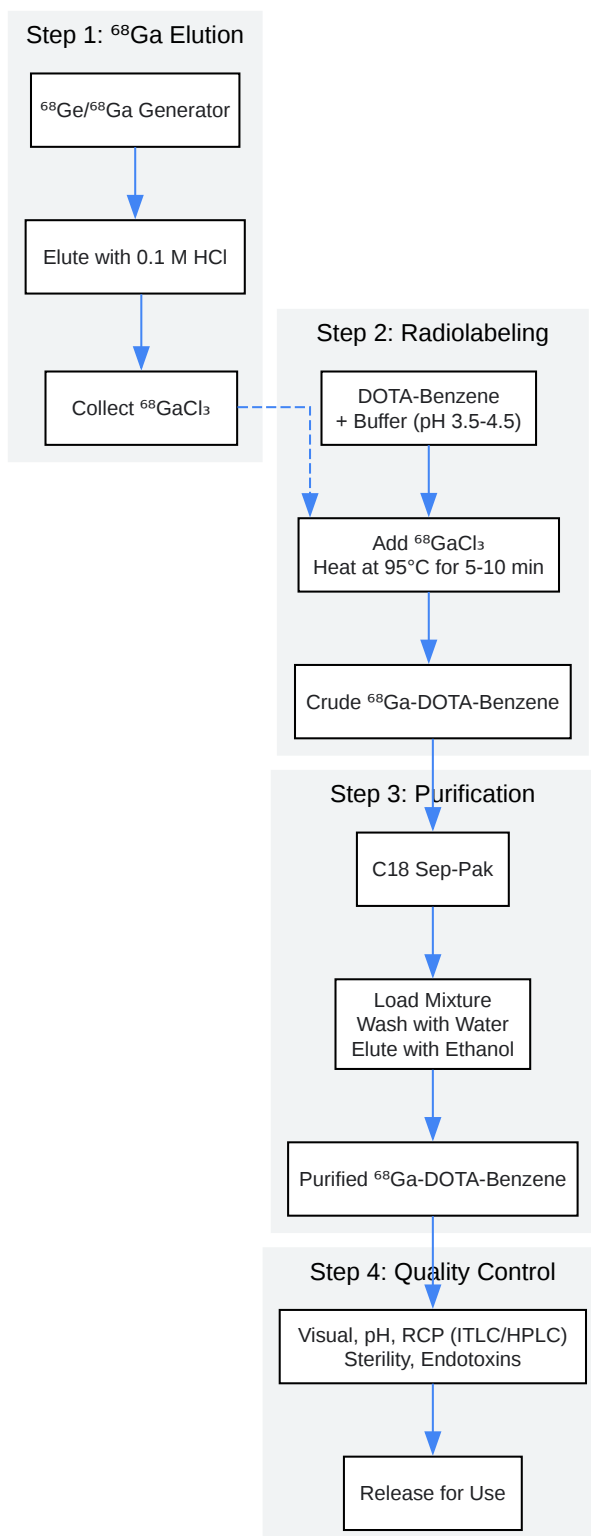 Step 1: ⁶⁸Ga Elution
⁶⁸Ge/⁶⁸Ga Generator
Elute with 0.1 M HCl
Collect ⁶⁸GaCl₃
Step 2: Radiolabeling
DOTA-Benzene
+ Buffer (pH 3.5-4.5)
Add ⁶⁸GaCl₃
Heat at 95°C for 5-10 min
Crude ⁶⁸Ga-DOTA-Benzene
Step 3: Purification
C18 Sep-Pak
Load Mixture
Wash with Water
Elute with Ethanol
Purified ⁶⁸Ga-DOTA-Benzene
Step 4: Quality Control
Visual, pH, RCP (ITLC/HPLC)
Sterility, Endotoxins
Release for Use